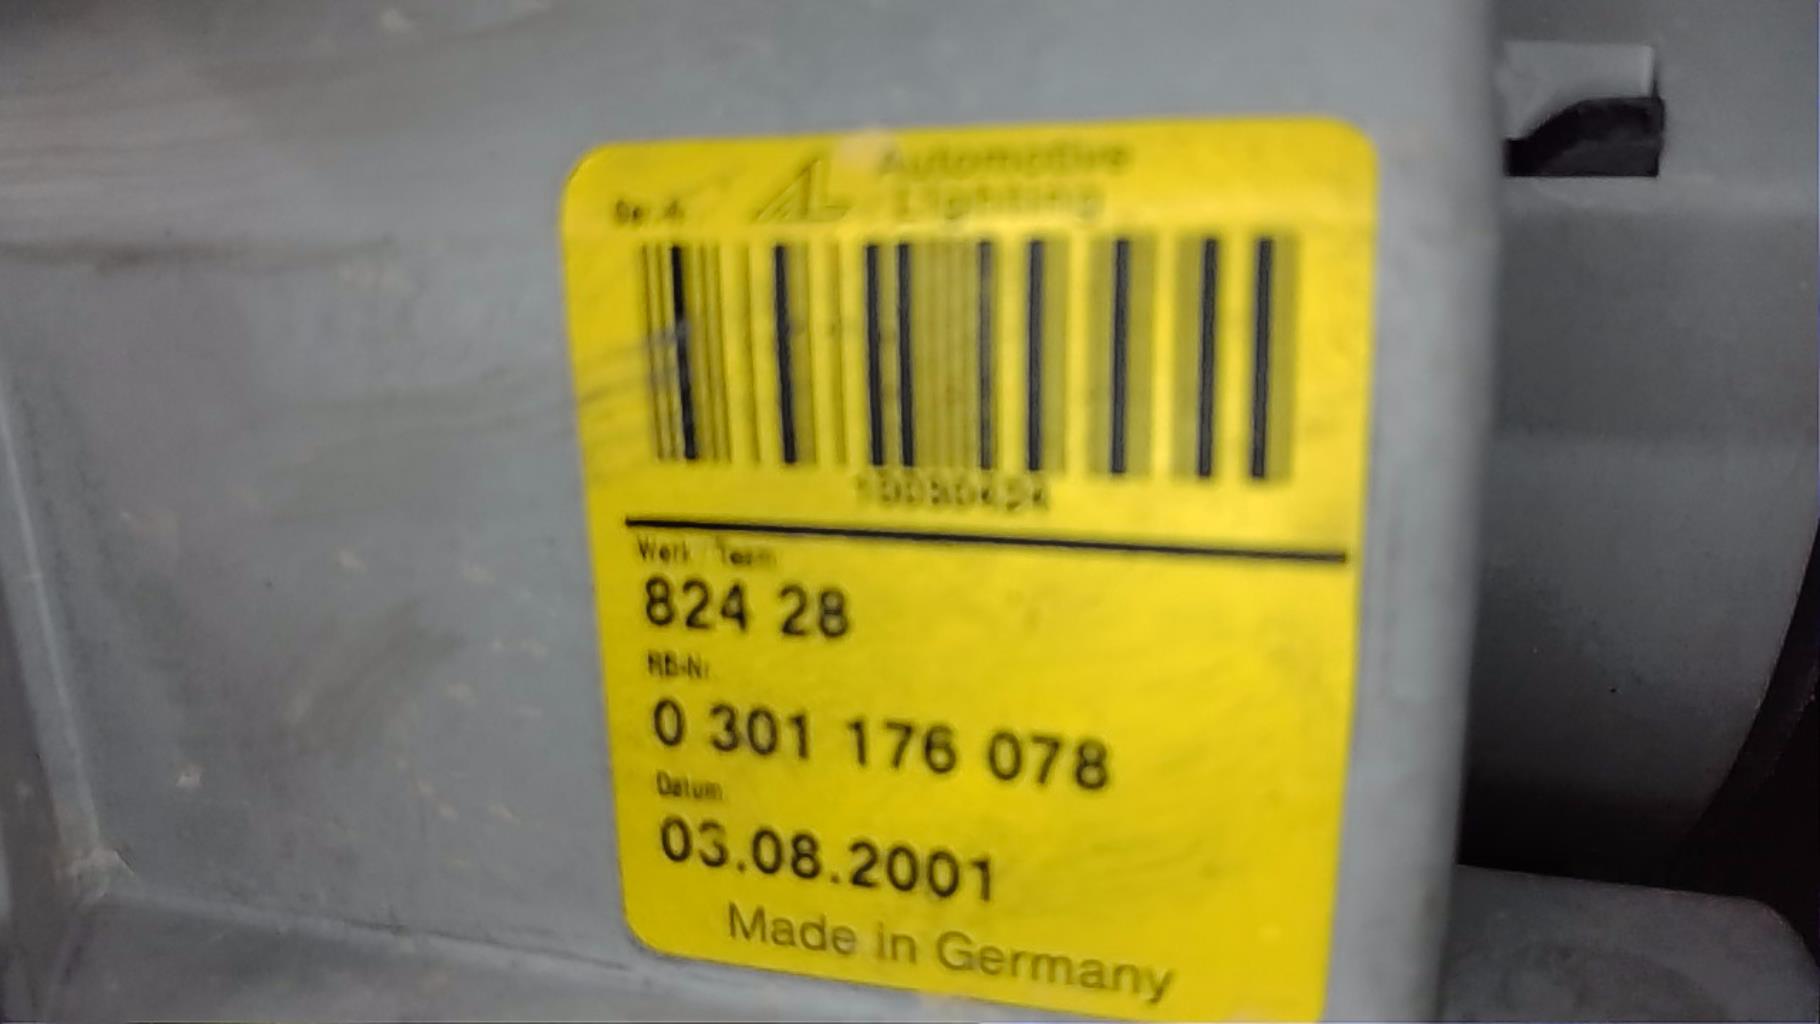 AL Automotive
Lighting
Werk / Team
824 28
RB-Nr.
0 301 176 078
Datum
03.08.2001
Made in Germany